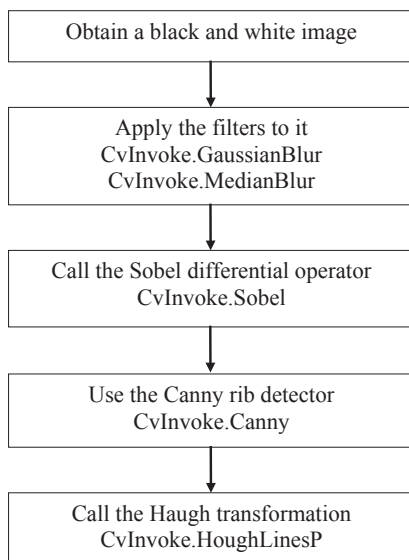 Obtain a black and white image
Apply the filters to it
CvInvoke.GaussianBlur
CvInvoke.MedianBlur
Call the Sobel differential operator
CvInvoke.Sobel
Use the Canny rib detector
CvInvoke.Canny
Call the Haugh transformation
CvInvoke.HoughLinesP